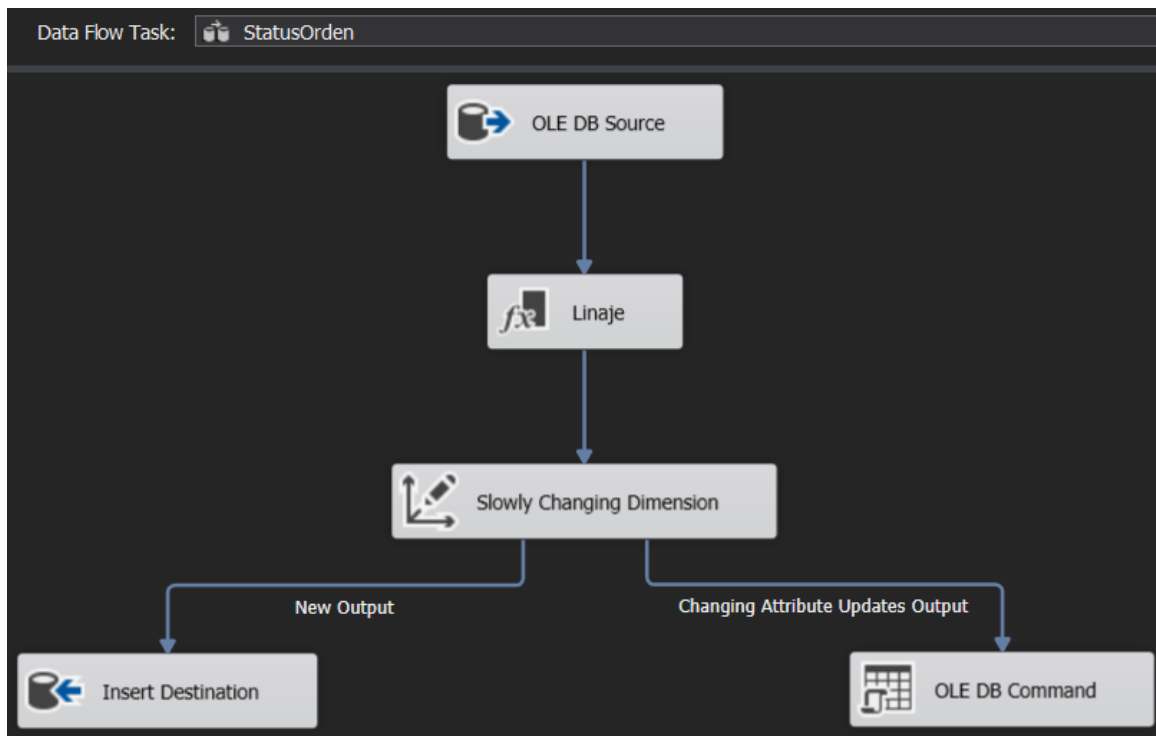 Data Flow Task: StatusOrden
OLE DB Source
fx Linaje
Slowly Changing Dimension
New Output
Changing Attribute Updates Output
Insert Destination
OLE DB Command